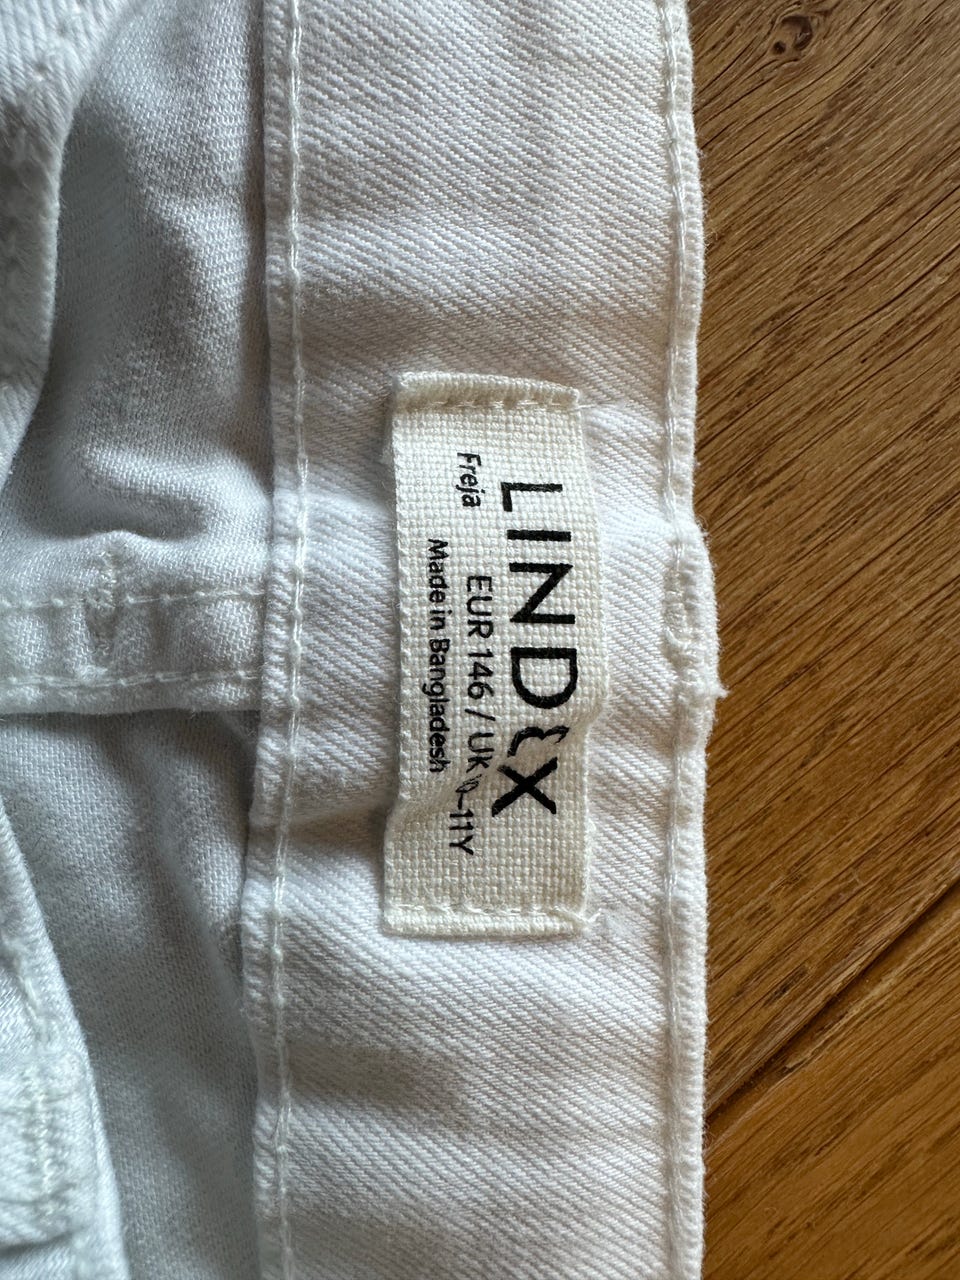 LINDEX
Freja EUR 146 / UK 10-11Y
Made in Bangladesh